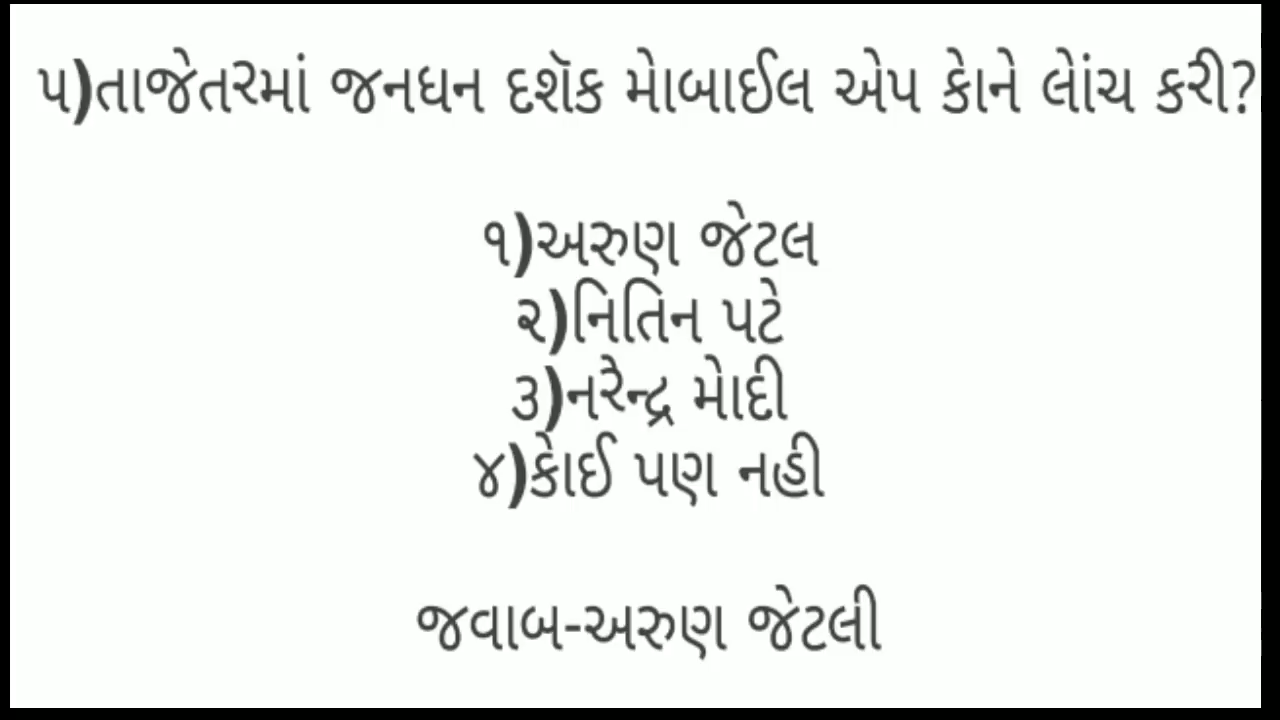 ૫)તાજેતરમાં જનધન દર્શક મોબાઈલ એપ કોને લોંચ કરી?
૧)અરુણ જેટલ
૨)નિતિન પટે
૩)નરેન્દ્ર મોદી
૪)કોઈ પણ નહી
જવાબ-અરુણ જેટલી